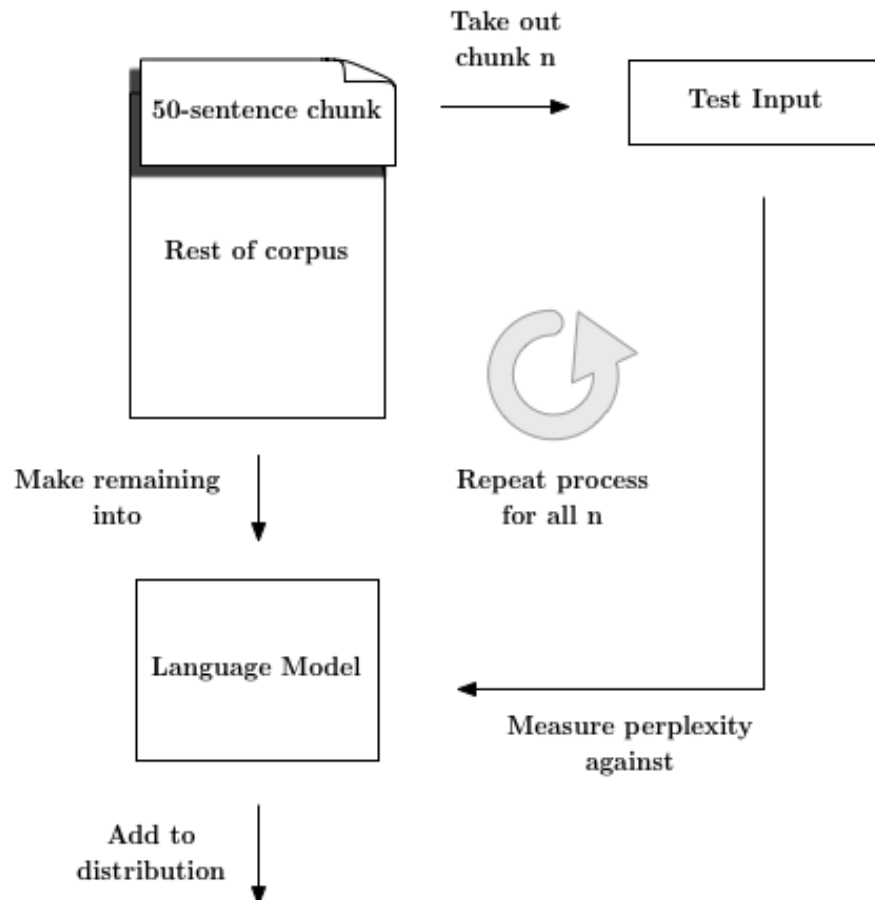 Take out
chunk n
50-sentence chunk
Test Input
Rest of corpus
Make remaining
into
Repeat process
for all n
Language Model
Measure perplexity
against
Add to
distribution